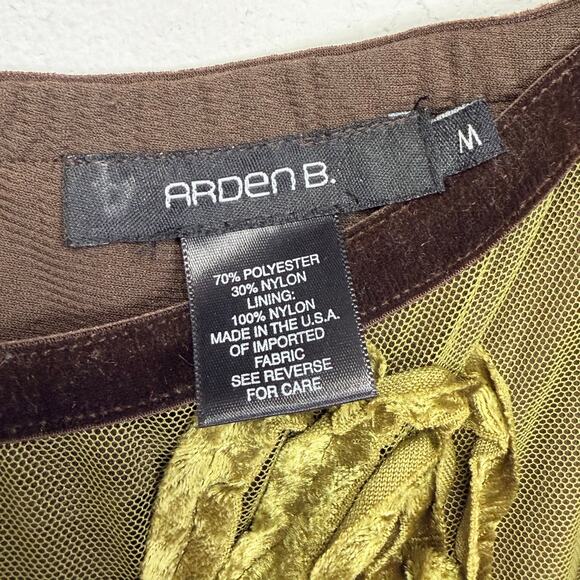 ARDEN B.
M
70% POLYESTER
30% NYLON
LINING:
100% NYLON
MADE IN THE U.S.A.
OF IMPORTED
FABRIC
SEE REVERSE
FOR CARE